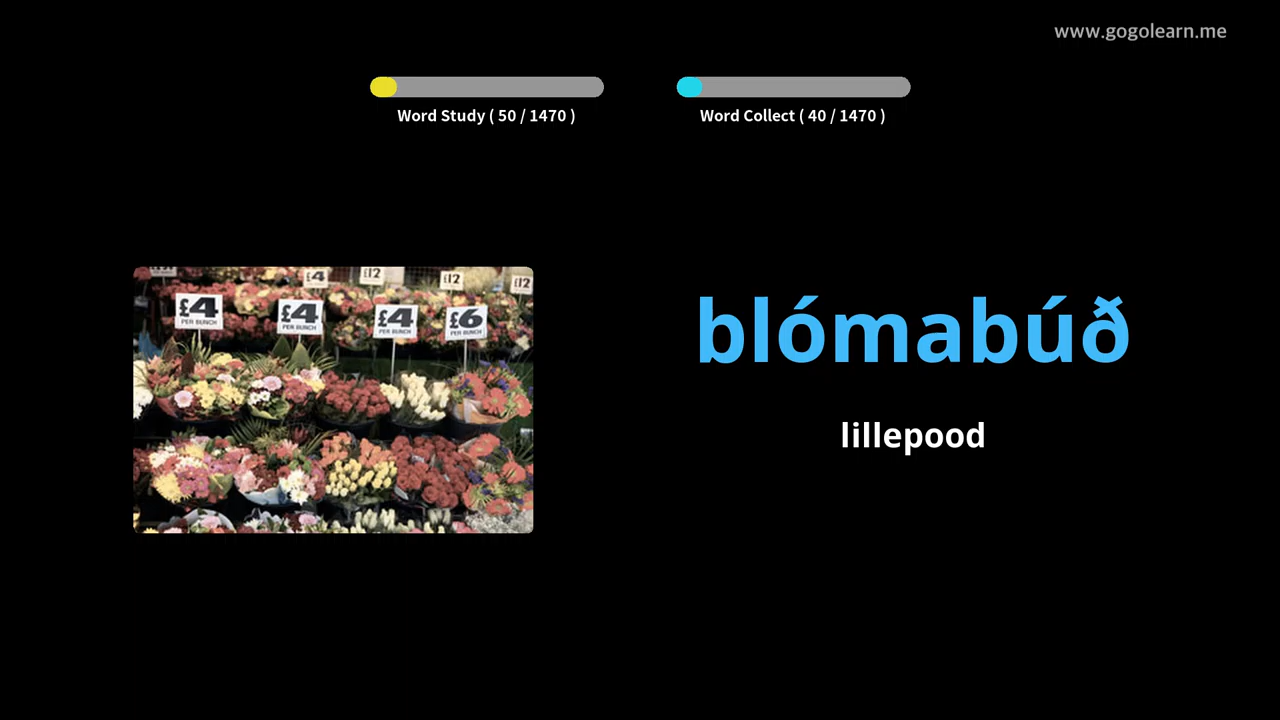 www.gogolearn.me
Word Study ( 50 / 1470 )
Word Collect ( 40 / 1470 )
£4
£12
£12
£12
£4
PER BUNCH
£4
PER BUNCH
£4
PER BUNCH
£6
PER BUNCH
blómabúð
lillepood